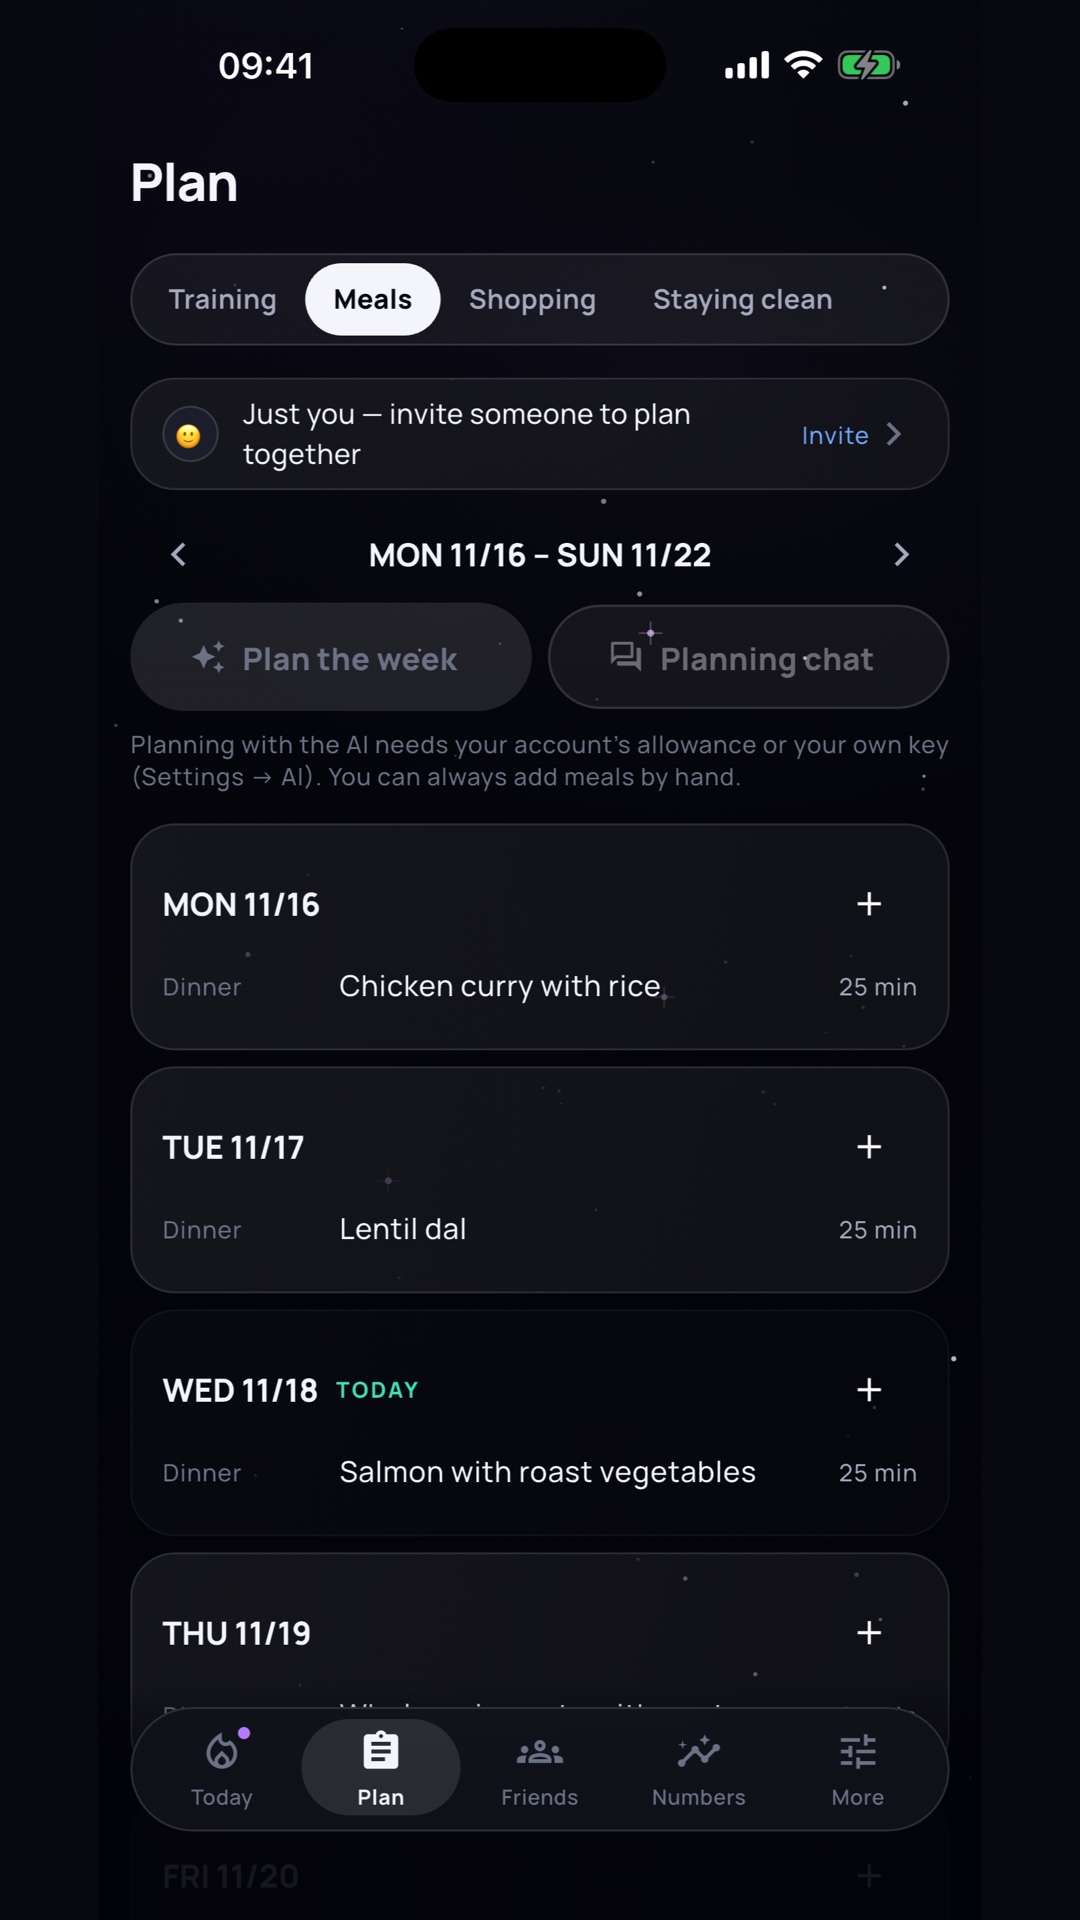 09:41
Plan
Training
Meals
Shopping
Staying clean
Just you — invite someone to plan
together
Invite
MON 11/16 – SUN 11/22
Plan the week
Planning chat
Planning with the AI needs your account's allowance or your own key
(Settings → AI). You can always add meals by hand.
MON 11/16
Dinner
Chicken curry with rice
25 min
TUE 11/17
Dinner
Lentil dal
25 min
WED 11/18 TODAY
Dinner
Salmon with roast vegetables
25 min
THU 11/19
Today
Plan
Friends
Numbers
More
FRI 11/20